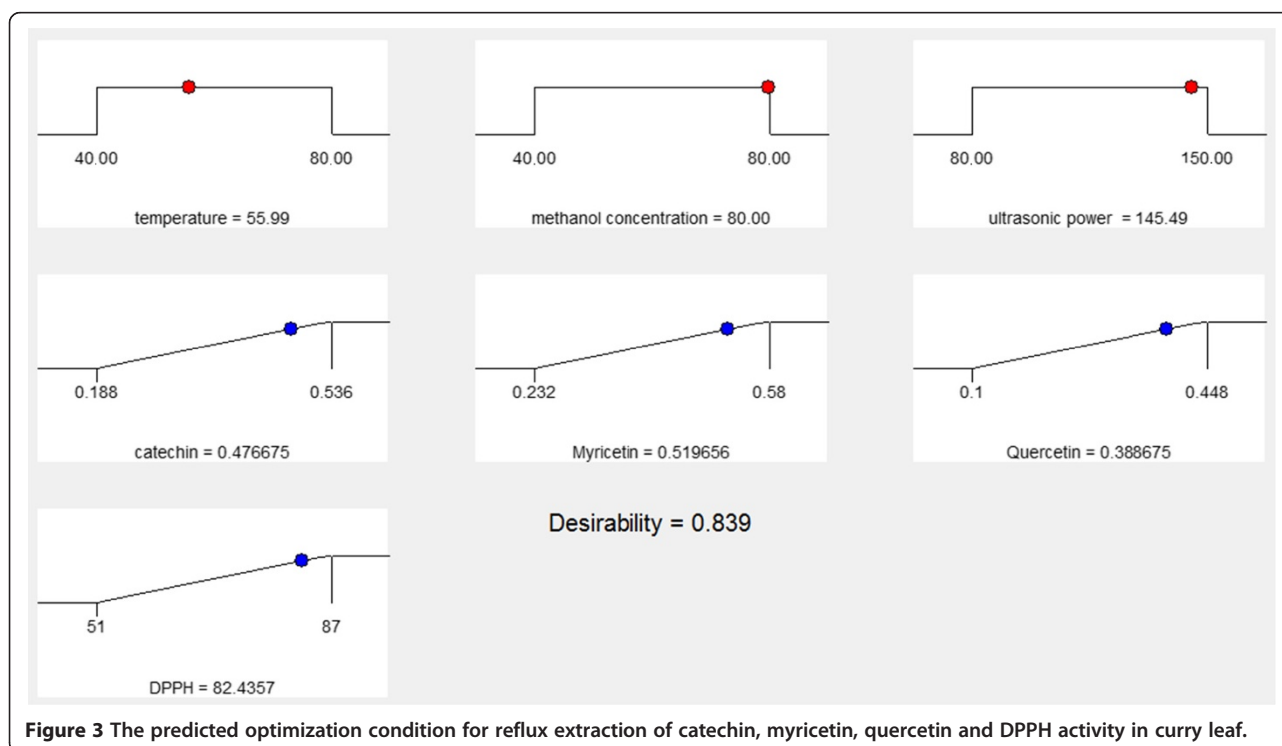 40.00 80.00
temperature = 55.99
40.00 80.00
methanol concentration = 80.00
80.00 150.00
ultrasonic power = 145.49
0.188 0.536
catechin = 0.476675
0.232 0.58
Myricetin = 0.519656
0.1 0.448
Quercetin = 0.388675
51 87
DPPH = 82.4357
Desirability = 0.839
Figure 3 The predicted optimization condition for reflux extraction of catechin, myricetin, quercetin and DPPH activity in curry leaf.